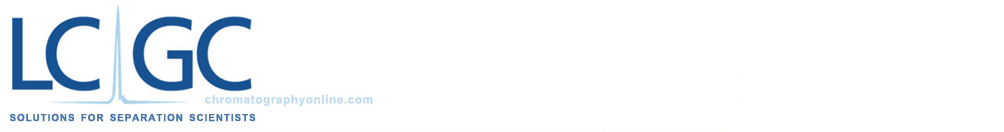 LC GC
chromatographyonline.com
SOLUTIONS FOR SEPARATION SCIENTISTS